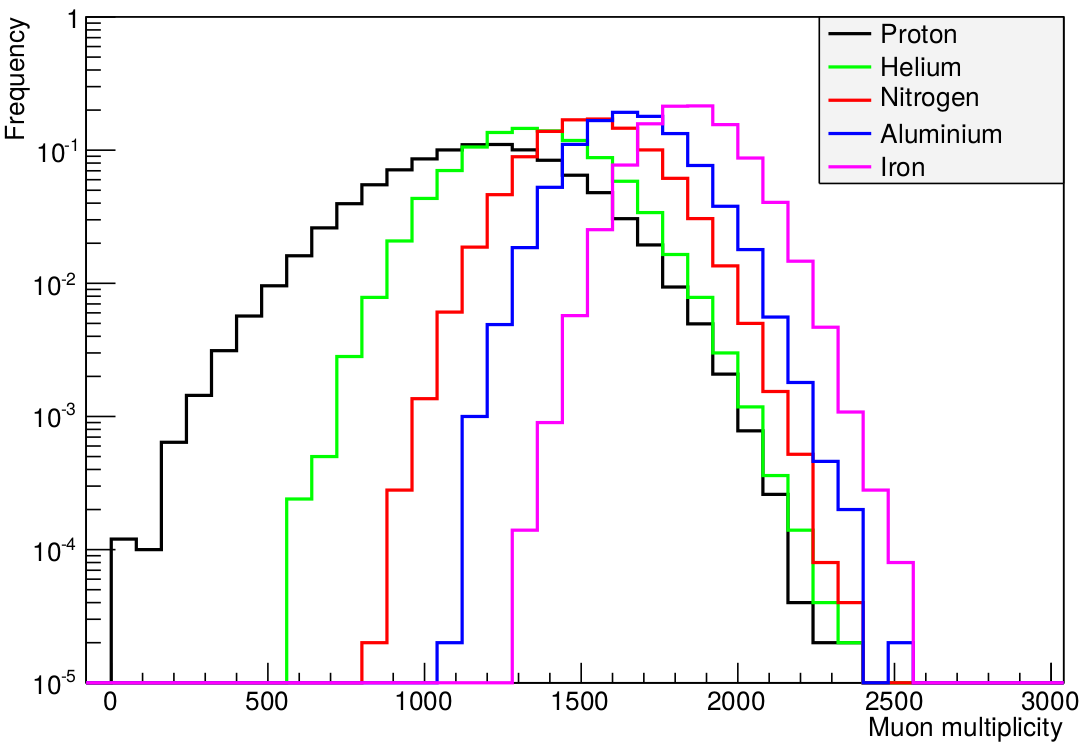 Frequency
1
10-1
10-2
10-3
10-4
10-5
Proton
Helium
Nitrogen
Aluminium
Iron
0 500 1000 1500 2000 2500 3000
Muon multiplicity